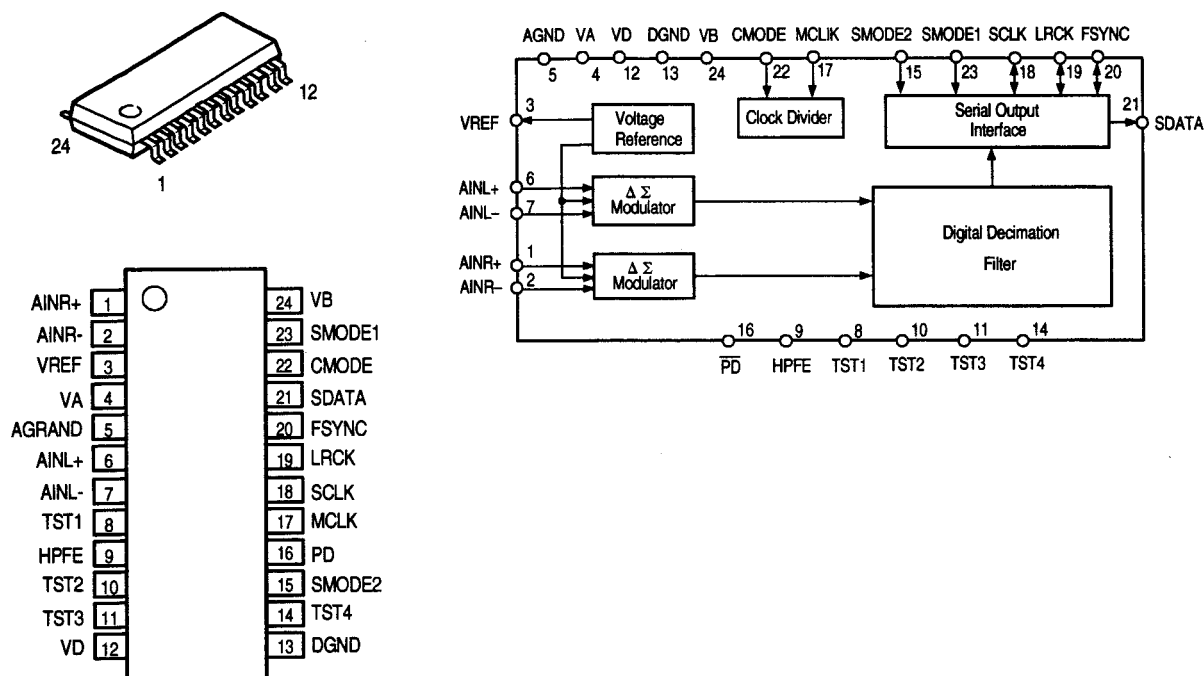 24
12
1
AINR+ 1
AINR- 2
VREF 3
VA 4
AGRAND 5
AINL+ 6
AINL- 7
TST1 8
HPFE 9
TST2 10
TST3 11
VD 12
24 VB
23 SMODE1
22 CMODE
21 SDATA
20 FSYNC
19 LRCK
18 SCLK
17 MCLK
16 PD
15 SMODE2
14 TST4
13 DGND
AGND VA VD DGND VB CMODE MCLIK SMODE2 SMODE1 SCLK LRCK FSYNC
5 4 12 13 24 22 17 15 23 18 19 20
VREF 3
Voltage
Reference
Clock Divider
Serial Output
Interface
21 SDATA
AINL+ 6
AINL– 7
Δ Σ
Modulator
AINR+ 1
AINR– 2
Δ Σ
Modulator
Digital Decimation
Filter
16 9 8 10 11 14
PD HPFE TST1 TST2 TST3 TST4